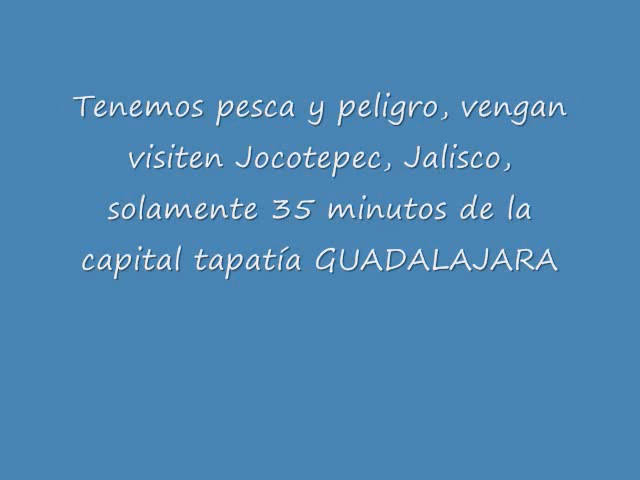 Tenemos pesca y peligro, vengan
visiten Jocotepec, Jalisco,
solamente 35 minutos de la
capital tapatía GUADALAJARA